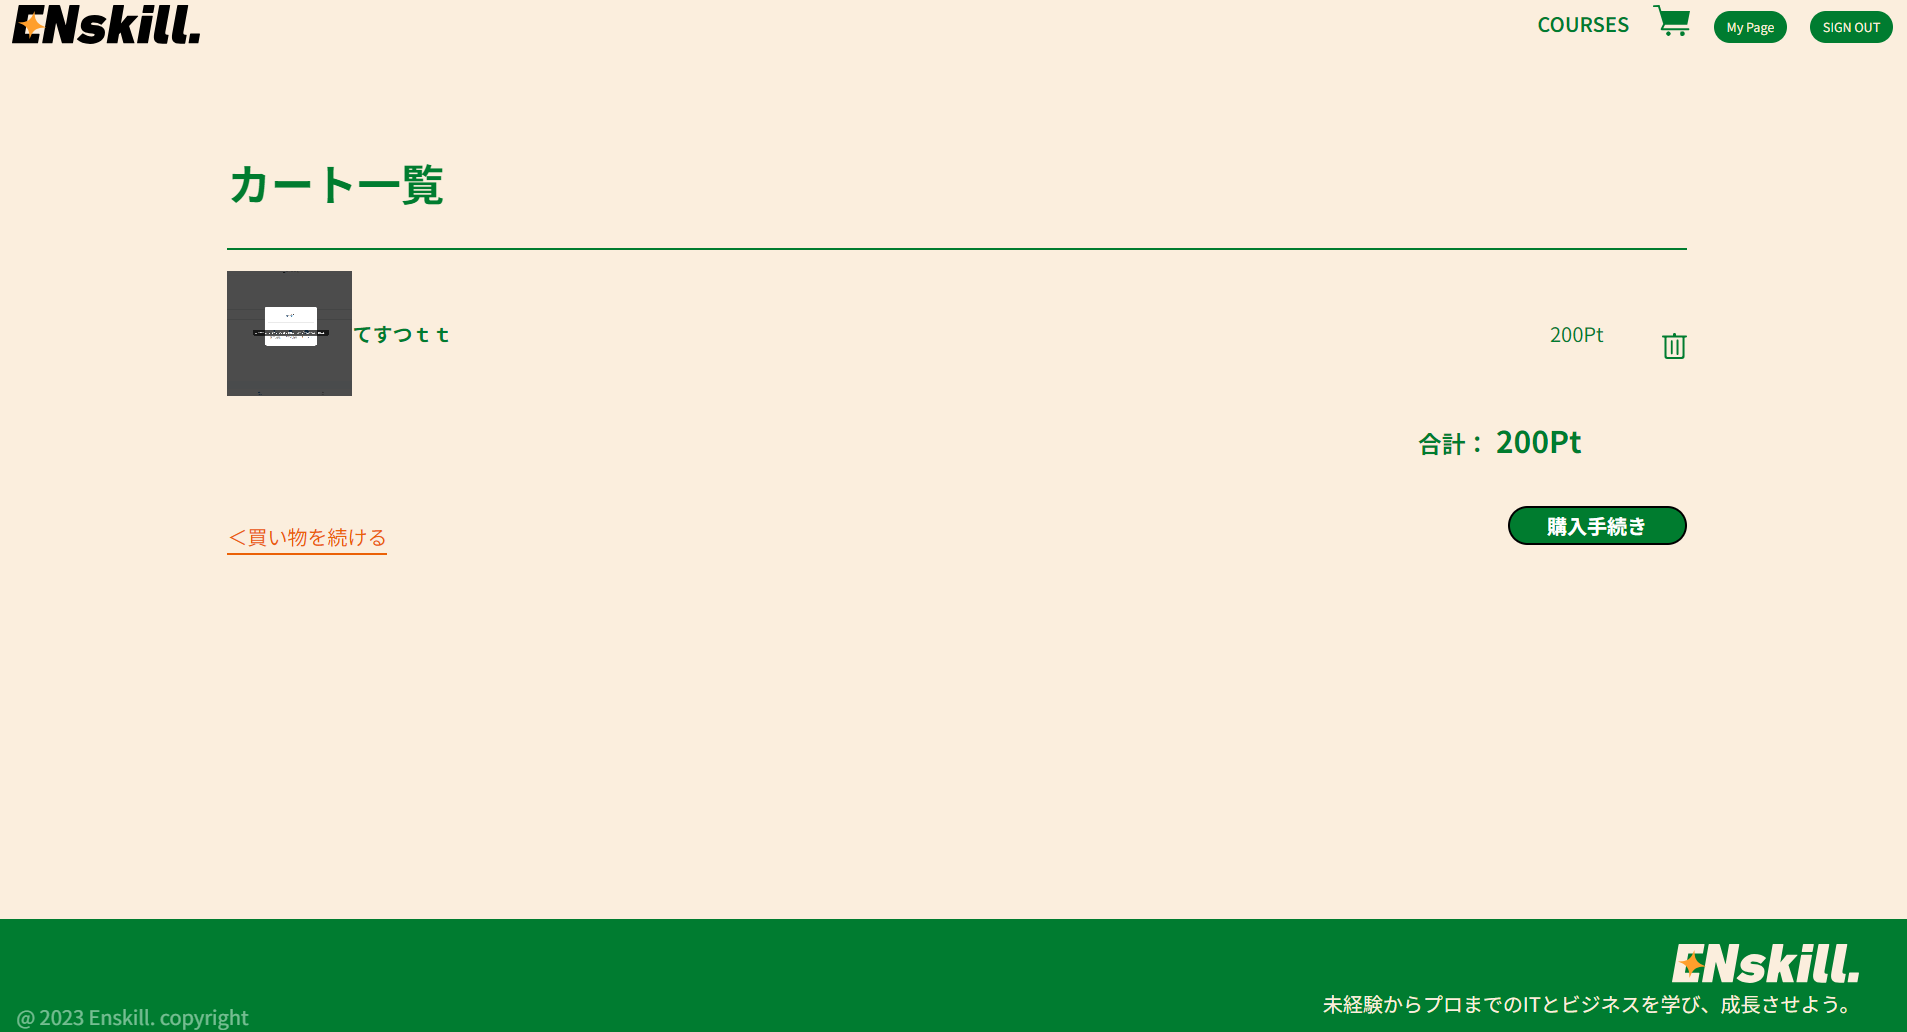 ENskill.
COURSES
My Page
SIGN OUT
カート一覧
てすつｔｔ
200Pt
合計： 200Pt
＜買い物を続ける
購入手続き
ENskill.
未経験からプロまでのITとビジネスを学び、成長させよう。
@ 2023 Enskill. copyright